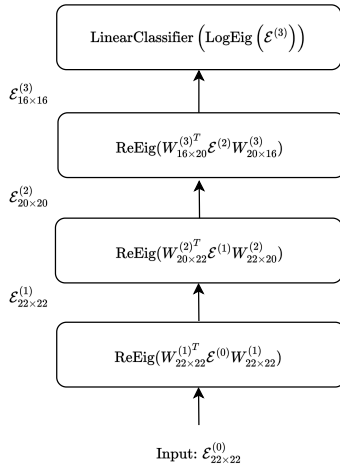 LinearClassifier(LogEig(ℰ^{(3)}))
ℰ^{(3)}_{16×16}
ReEig(W^{(3)^T}_{16×20}ℰ^{(2)}W^{(3)}_{20×16})
ℰ^{(2)}_{20×20}
ReEig(W^{(2)^T}_{20×22}ℰ^{(1)}W^{(2)}_{22×20})
ℰ^{(1)}_{22×22}
ReEig(W^{(1)^T}_{22×22}ℰ^{(0)}W^{(1)}_{22×22})
Input: ℰ^{(0)}_{22×22}